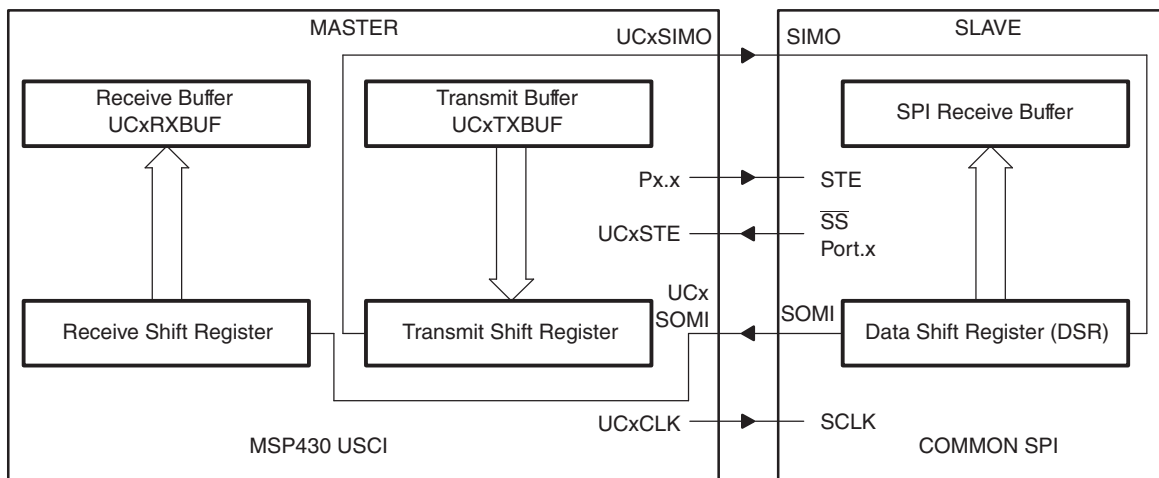 MASTER
UCxSIMO
SIMO
SLAVE
Receive Buffer
UCxRXBUF
Transmit Buffer
UCxTXBUF
SPI Receive Buffer
Px.x
STE
UCxSTE
SS
Port.x
UCx
SOMI
SOMI
Receive Shift Register
Transmit Shift Register
Data Shift Register (DSR)
UCxCLK
SCLK
MSP430 USCI
COMMON SPI